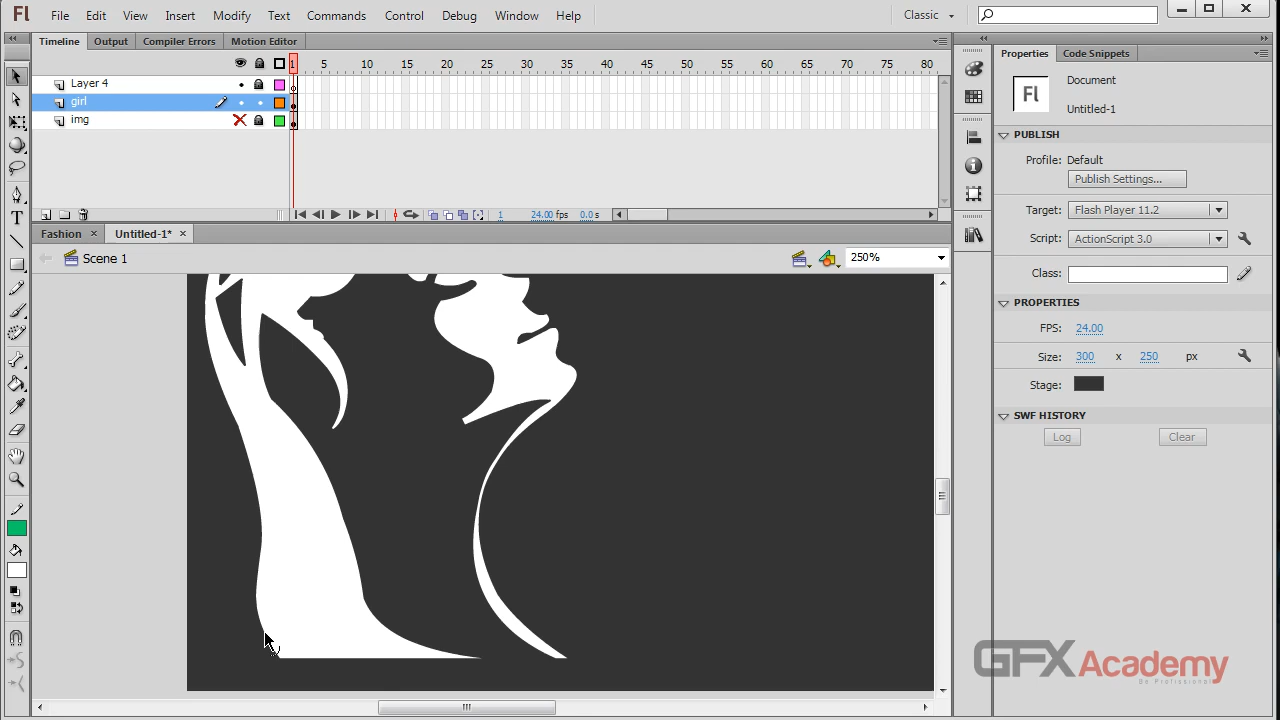 Fl File Edit View Insert Modify Text Commands Control Debug Window Help Classic
Timeline Output Compiler Errors Motion Editor
1 5 10 15 20 25 30 35 40 45 50 55 60 65 70 75 80
Layer 4
girl
img
1 24.00 fps 0.0 s
Fashion Untitled-1*
Scene 1 250%
T
Properties Code Snippets
Fl
Document
Untitled-1
PUBLISH
Profile: Default
Publish Settings...
Target: Flash Player 11.2
Script: ActionScript 3.0
Class:
PROPERTIES
FPS: 24.00
Size: 300 x 250 px
Stage:
SWF HISTORY
Log Clear
GFXAcademy
Be Professional